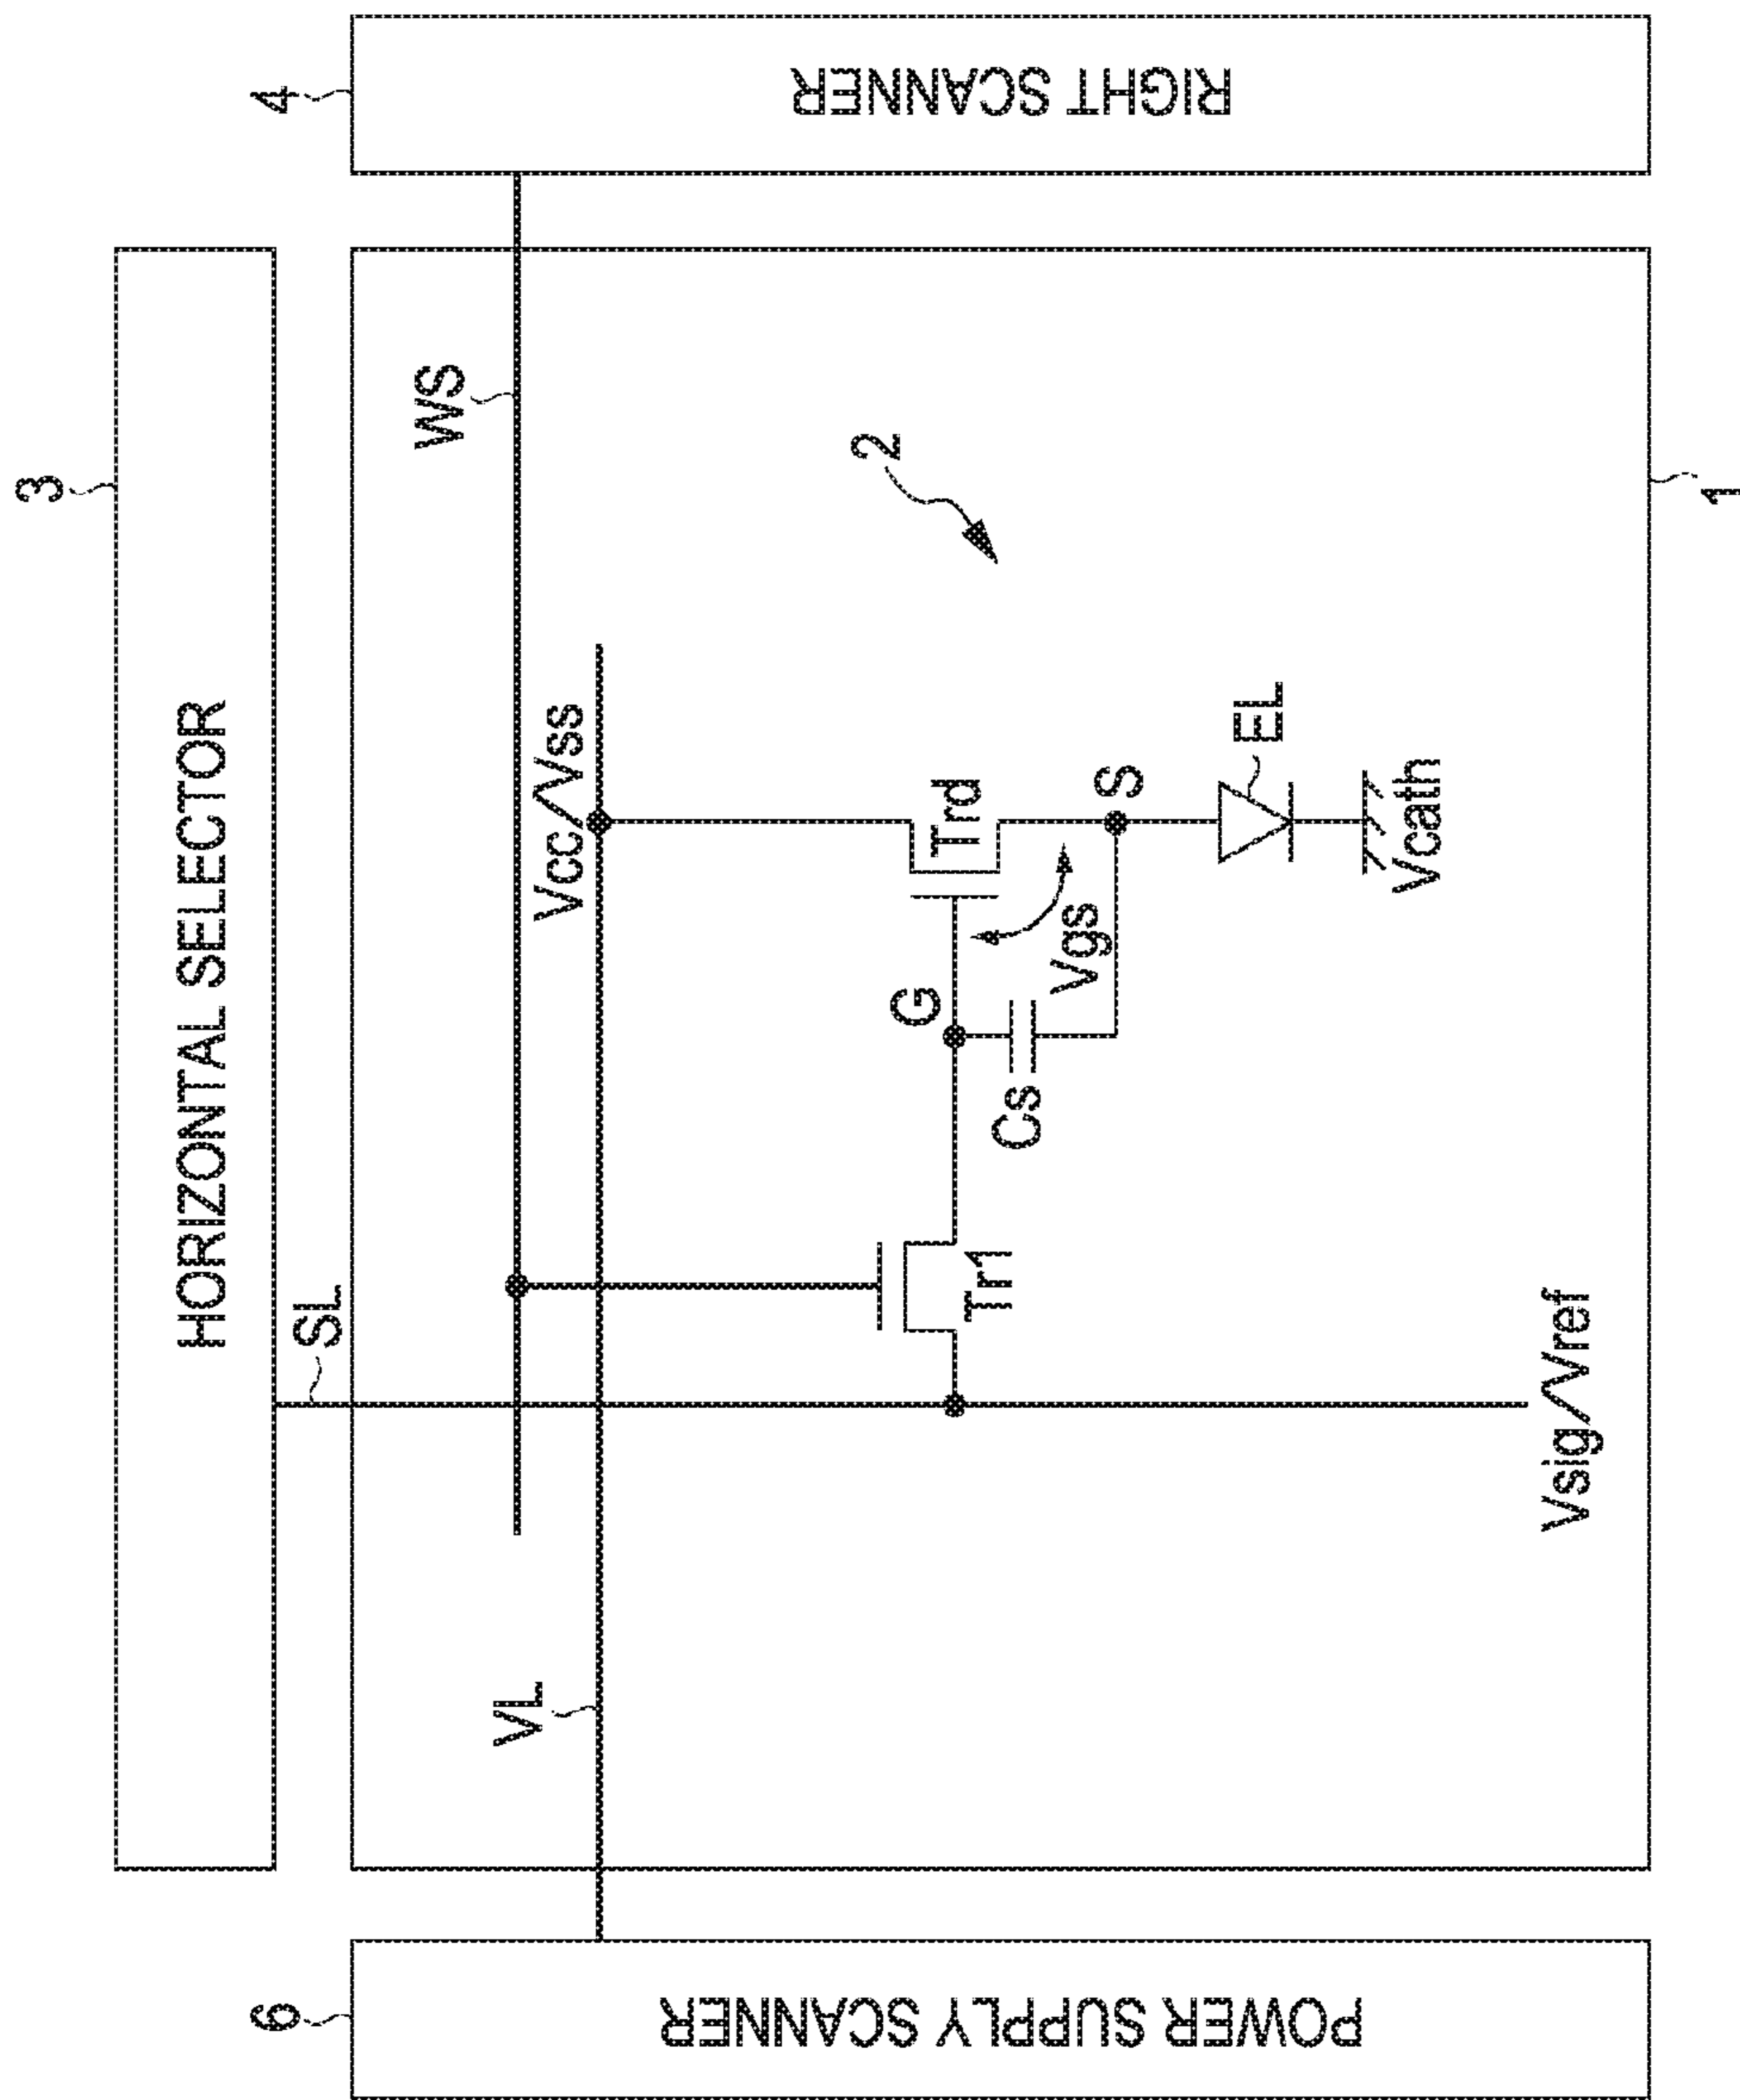 3
HORIZONTAL SELECTOR
6
POWER SUPPLY SCANNER
4
RIGHT SCANNER
SL
WS
VL
Vcc/Vss
2
G
Trd
Vgs
S
Cs
Tr1
EL
Vcath
Vsig/Vref
1